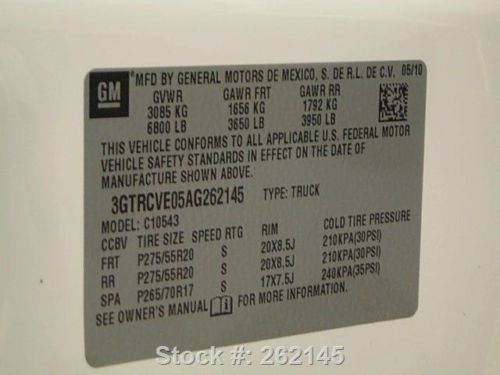 GM
*MFD BY GENERAL MOTORS DE MEXICO, S. DE R.L. DE C.V. 05/10
GVWR GAWR FRT GAWR RR
3085 KG 1656 KG 1792 KG
6800 LB 3650 LB 3950 LB
THIS VEHICLE CONFORMS TO ALL APPLICABLE U.S. FEDERAL MOTOR
VEHICLE SAFETY STANDARDS IN EFFECT ON THE DATE OF
MANUFACTURE SHOWN ABOVE.
3GTRCVE05AG262145 TYPE: TRUCK
MODEL: C10543
CCBV TIRE SIZE SPEED RTG RIM COLD TIRE PRESSURE
FRT P275/55R20 S 20X8.5J 210KPA(30PSI)
RR P275/55R20 S 20X8.5J 210KPA(30PSI)
SPA P265/70R17 S 17X7.5J 240KPA(35PSI)
SEE OWNER'S MANUAL FOR MORE INFORMATION.
Stock #: 262145